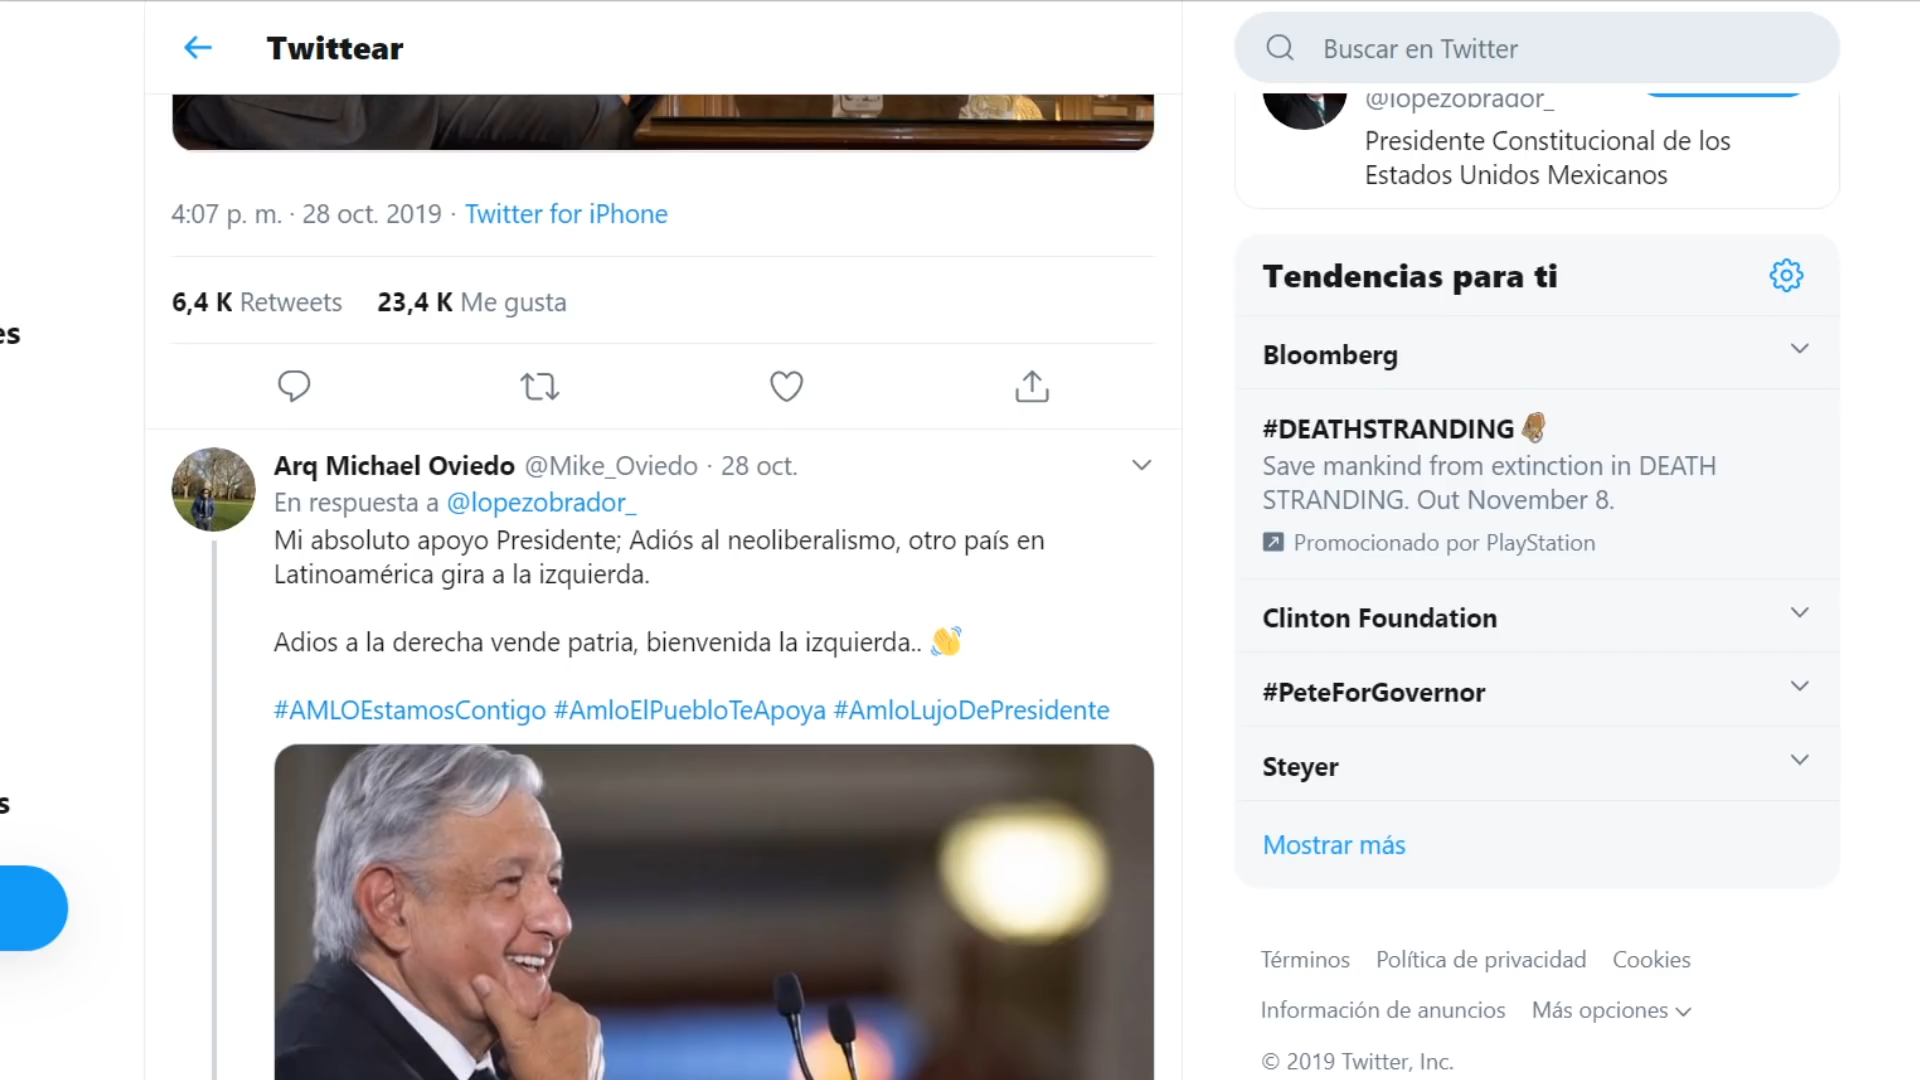 Twittear
4:07 p. m. · 28 oct. 2019 · Twitter for iPhone
6,4 K Retweets 23,4 K Me gusta
es
s
Arq Michael Oviedo @Mike_Oviedo · 28 oct.
En respuesta a @lopezobrador_
Mi absoluto apoyo Presidente; Adiós al neoliberalismo, otro país en
Latinoamérica gira a la izquierda.
Adios a la derecha vende patria, bienvenida la izquierda.. 👋
#AMLOEstamosContigo #AmloElPuebloTeApoya #AmloLujoDePresidente
Buscar en Twitter
@lopezobrador_
Presidente Constitucional de los
Estados Unidos Mexicanos
Tendencias para ti
Bloomberg
#DEATHSTRANDING
Save mankind from extinction in DEATH
STRANDING. Out November 8.
Promocionado por PlayStation
Clinton Foundation
#PeteForGovernor
Steyer
Mostrar más
Términos Política de privacidad Cookies
Información de anuncios Más opciones
© 2019 Twitter, Inc.